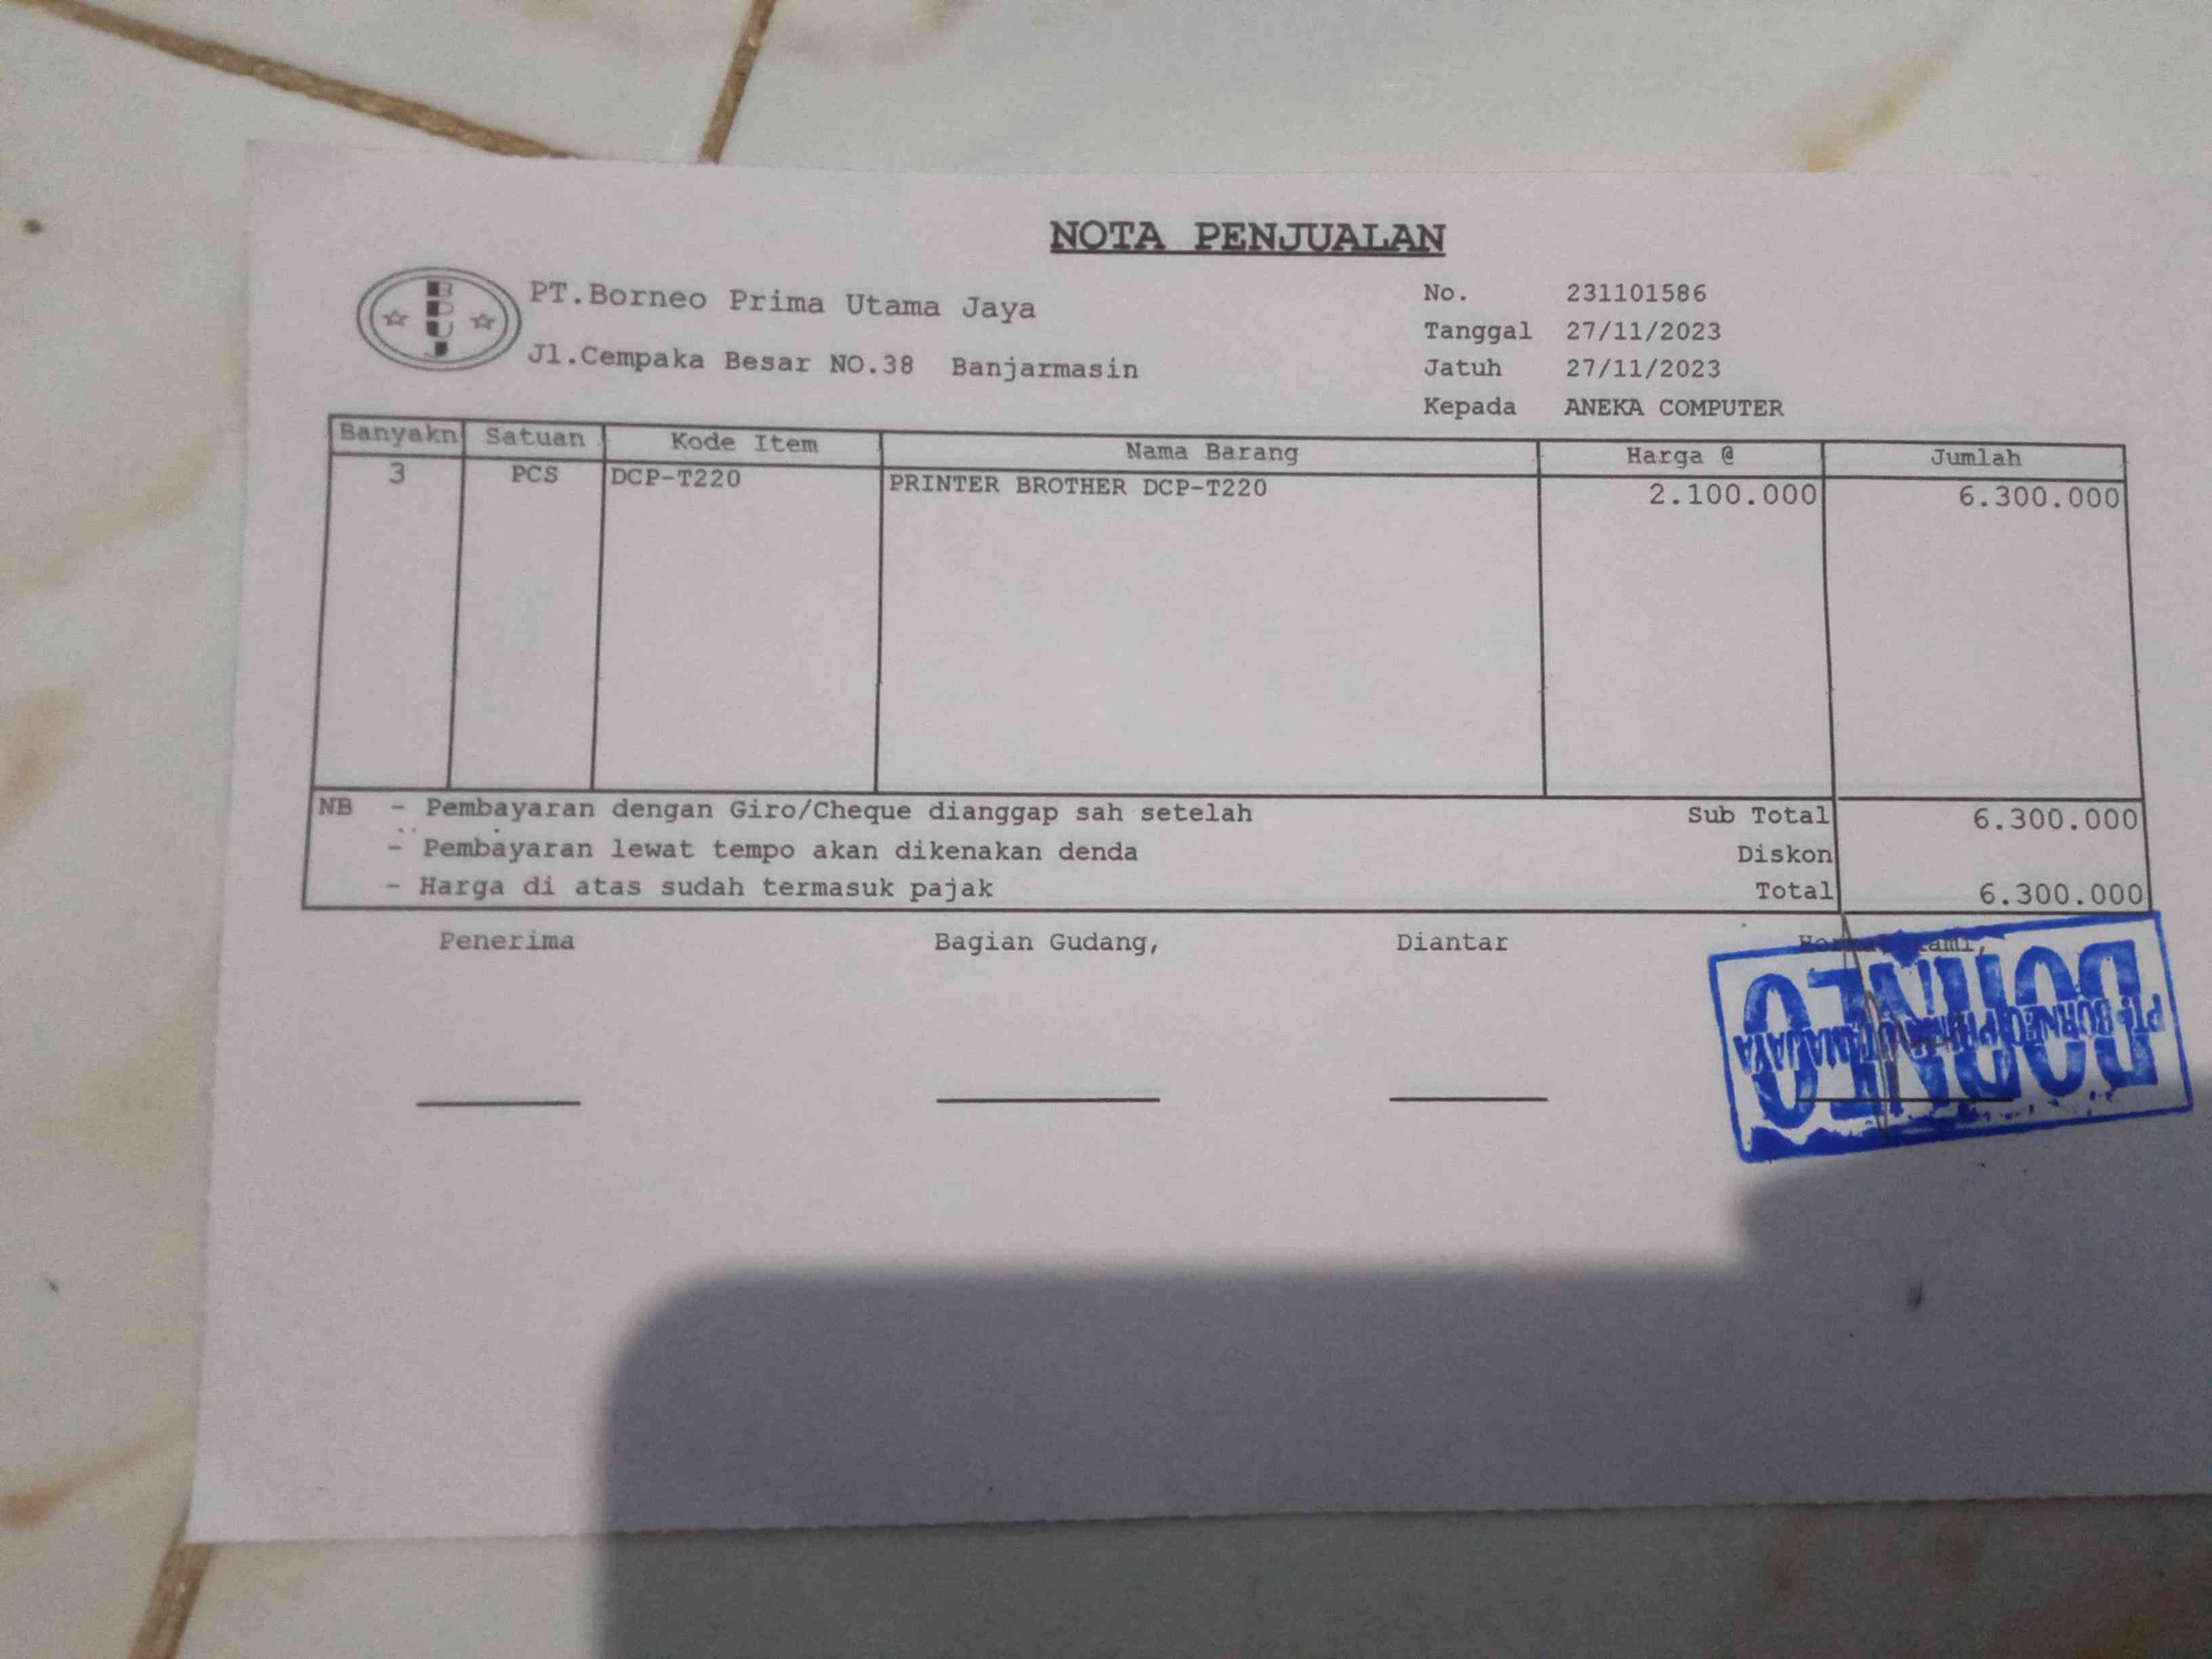 NOTA PENJUALAN
BPUJ
PT.Borneo Prima Utama Jaya
Jl.Cempaka Besar NO.38 Banjarmasin
No. 231101586
Tanggal 27/11/2023
Jatuh 27/11/2023
Kepada ANEKA COMPUTER
Banyakn Satuan Kode Item Nama Barang Harga @ Jumlah
3 PCS DCP-T220 PRINTER BROTHER DCP-T220 2.100.000 6.300.000
NB - Pembayaran dengan Giro/Cheque dianggap sah setelah Sub Total 6.300.000
- Pembayaran lewat tempo akan dikenakan denda Diskon
- Harga di atas sudah termasuk pajak Total 6.300.000
Penerima Bagian Gudang, Diantar Hormat Kami,
BORNEO
PT. BORNEO PRIMA UTAMA JAYA